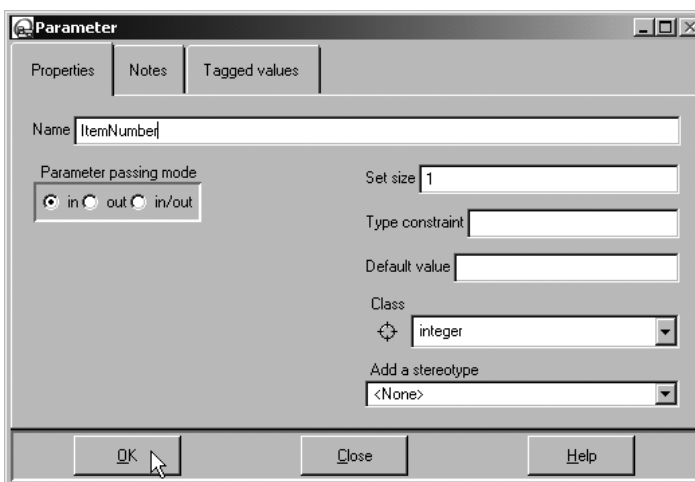 Parameter
Properties Notes Tagged values
Name ItemNumber
Parameter passing mode
in out in/out
Set size 1
Type constraint
Default value
Class
integer
Add a stereotype
<None>
OK Close Help